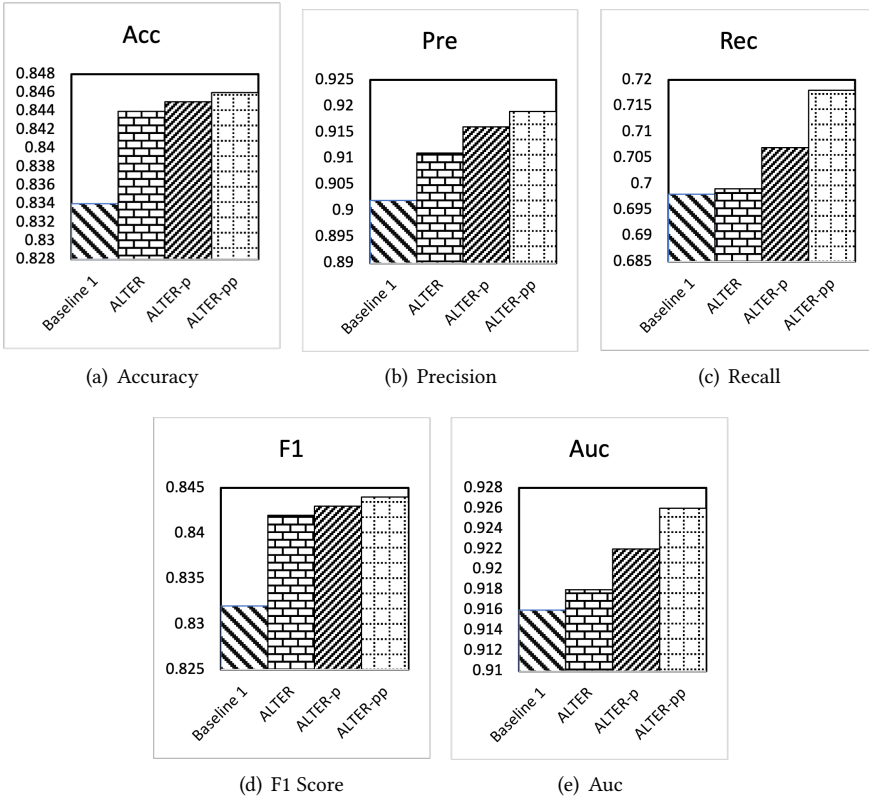 Acc
0.848
0.846
0.844
0.842
0.84
0.838
0.836
0.834
0.832
0.83
0.828
Baseline 1
ALTER
ALTER-p
ALTER-pp
(a) Accuracy
Pre
0.925
0.92
0.915
0.91
0.905
0.9
0.895
0.89
Baseline 1
ALTER
ALTER-p
ALTER-pp
(b) Precision
Rec
0.72
0.715
0.71
0.705
0.7
0.695
0.69
0.685
Baseline 1
ALTER
ALTER-p
ALTER-pp
(c) Recall
F1
0.845
0.84
0.835
0.83
0.825
Baseline 1
ALTER
ALTER-p
ALTER-pp
(d) F1 Score
Auc
0.928
0.926
0.924
0.922
0.92
0.918
0.916
0.914
0.912
0.91
Baseline 1
ALTER
ALTER-p
ALTER-pp
(e) Auc